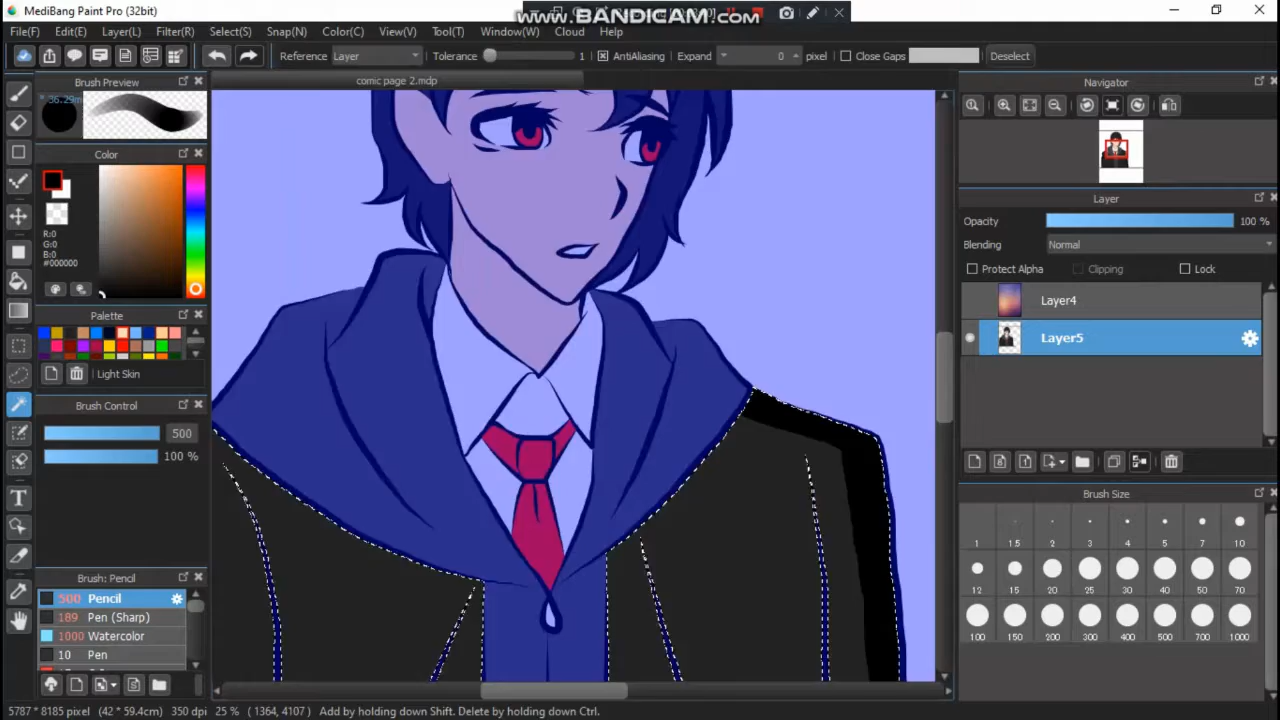 MediBang Paint Pro (32bit)
www.BANDICAM.com
File(F) Edit(E) Layer(L) Filter(R) Select(S) Snap(N) Color(C) View(V) Tool(T) Window(W) Cloud Help
Reference Layer Tolerance 1 AntiAliasing Expand 0 pixel Close Gaps Deselect
Brush Preview
comic page 2.mdp
Navigator
36.29m
Color
R:0
G:0
B:0
#000000
Palette
Light Skin
Brush Control
500
100 %
Brush: Pencil
500 Pencil
189 Pen (Sharp)
1000 Watercolor
10 Pen
Layer
Opacity 100 %
Blending Normal
Protect Alpha Clipping Lock
Layer4
Layer5
Brush Size
1 1.5 2 3 4 5 7 10
12 15 20 25 30 40 50 70
100 150 200 300 400 500 700 1000
5787 * 8185 pixel (42 * 59.4cm) 350 dpi 25 % (1364, 4107) Add by holding down Shift. Delete by holding down Ctrl.